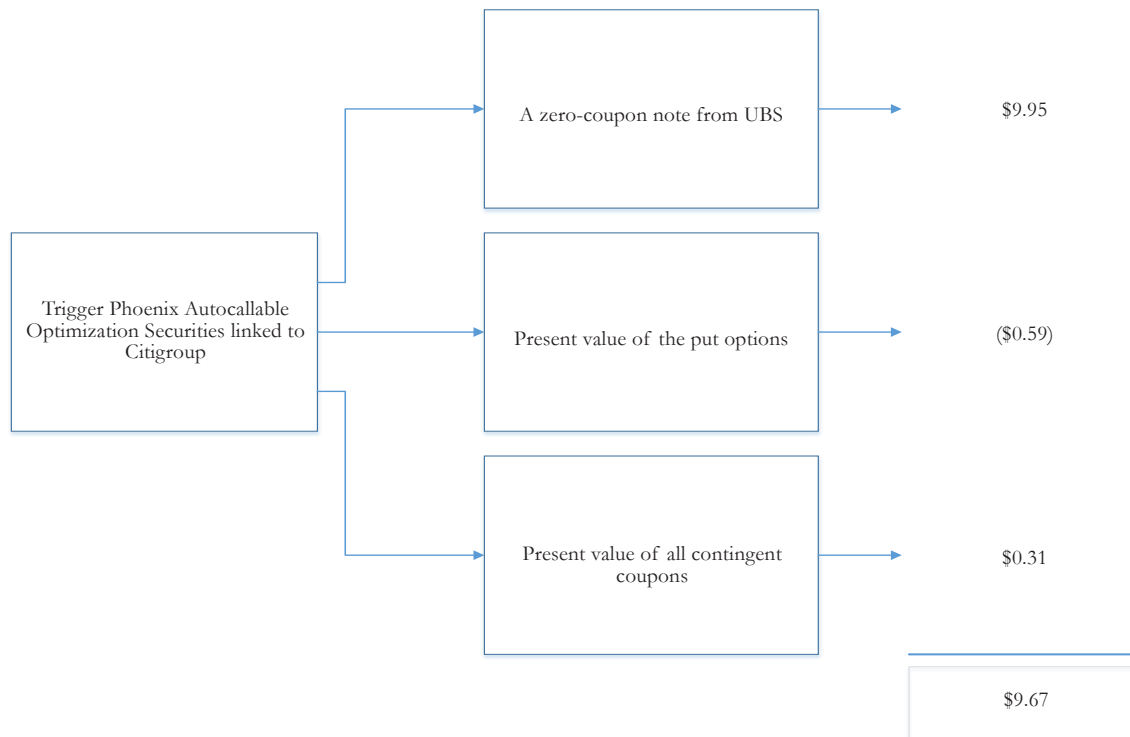 A zero-coupon note from UBS
$9.95
Trigger Phoenix Autocallable
Optimization Securities linked to
Citigroup
Present value of the put options
($0.59)
Present value of all contingent
coupons
$0.31
$9.67